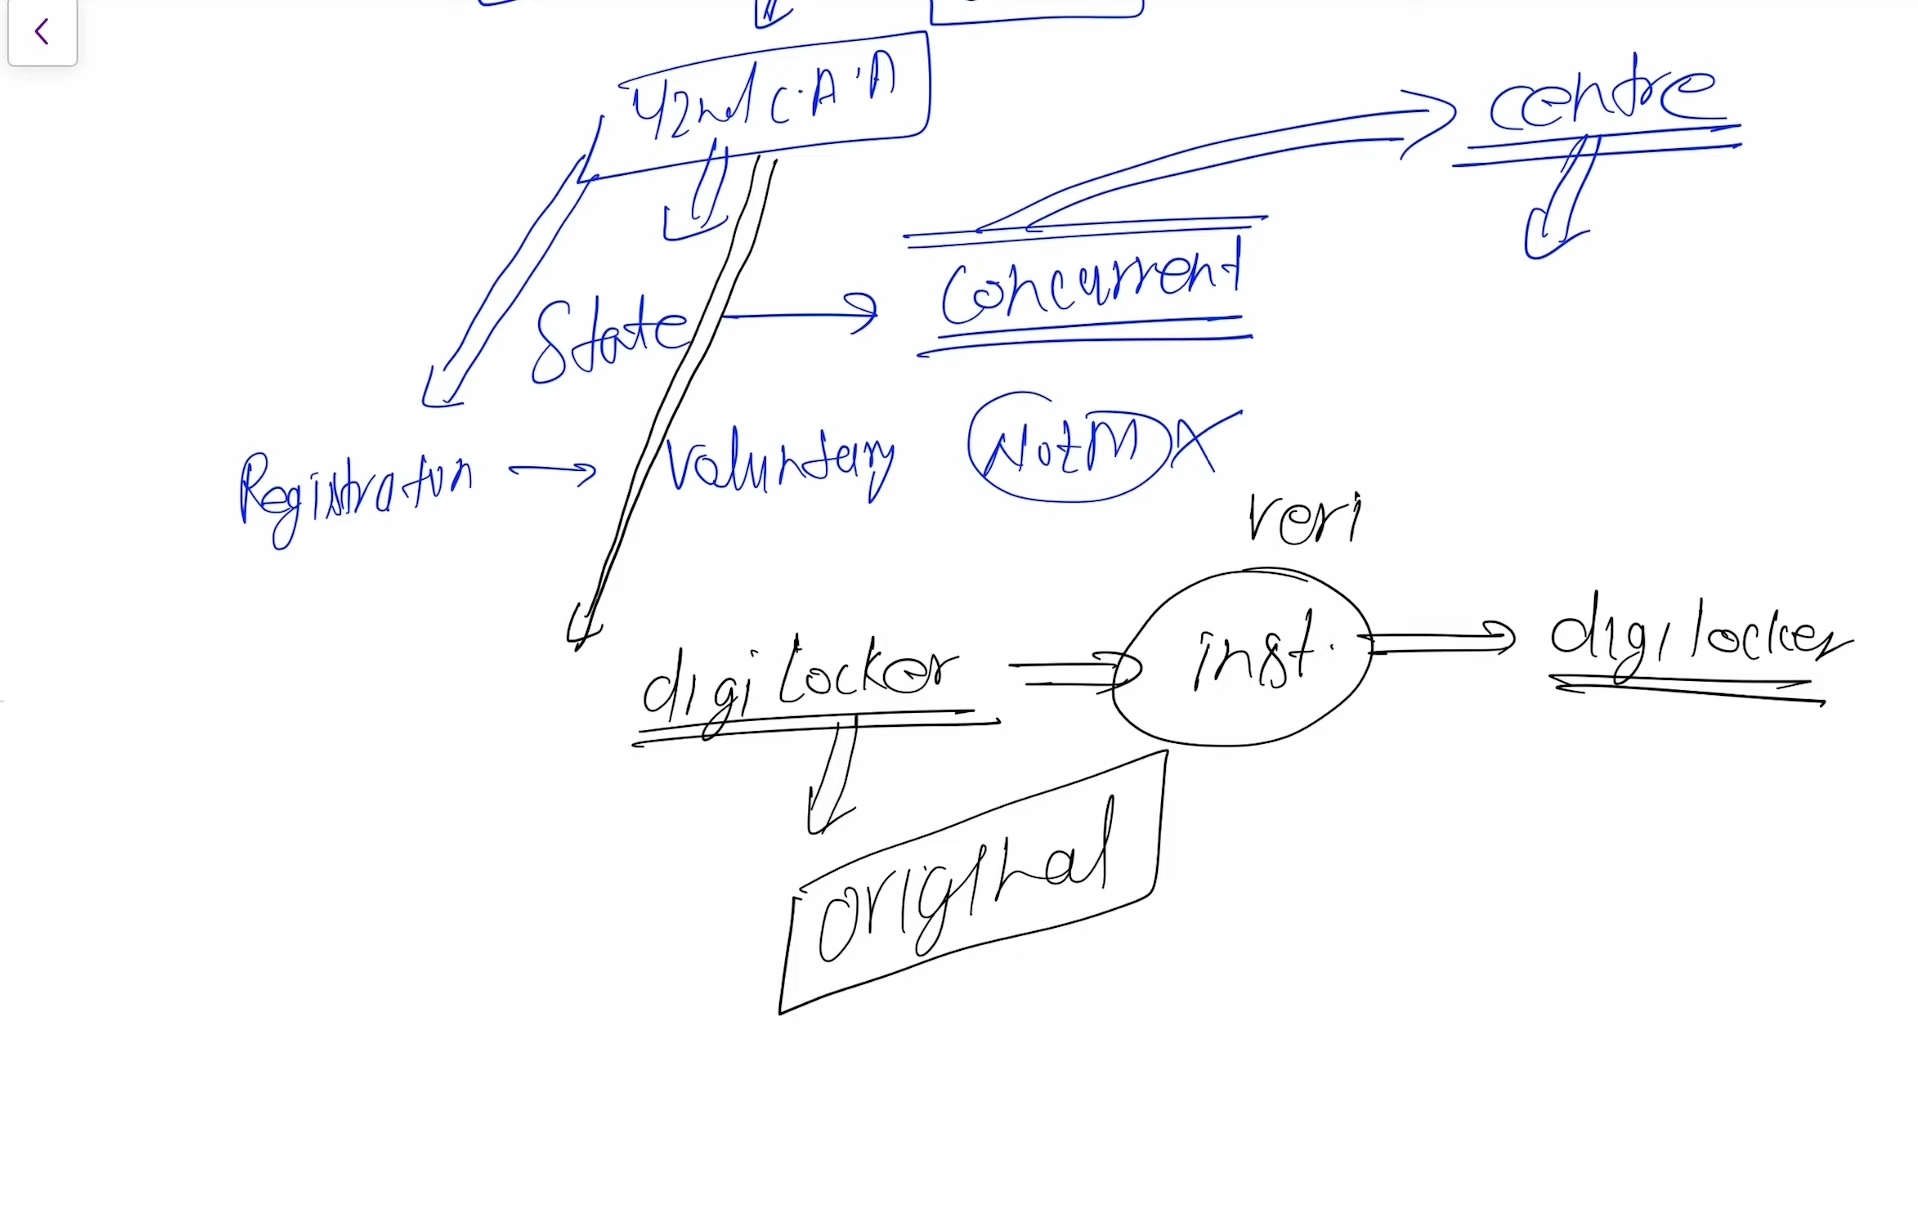 42nd C.A.A
centre
State → Concurrent
Registration → Voluntary Not M X
veri
digi Locker ⇒ inst. ⇒ digilocker
original